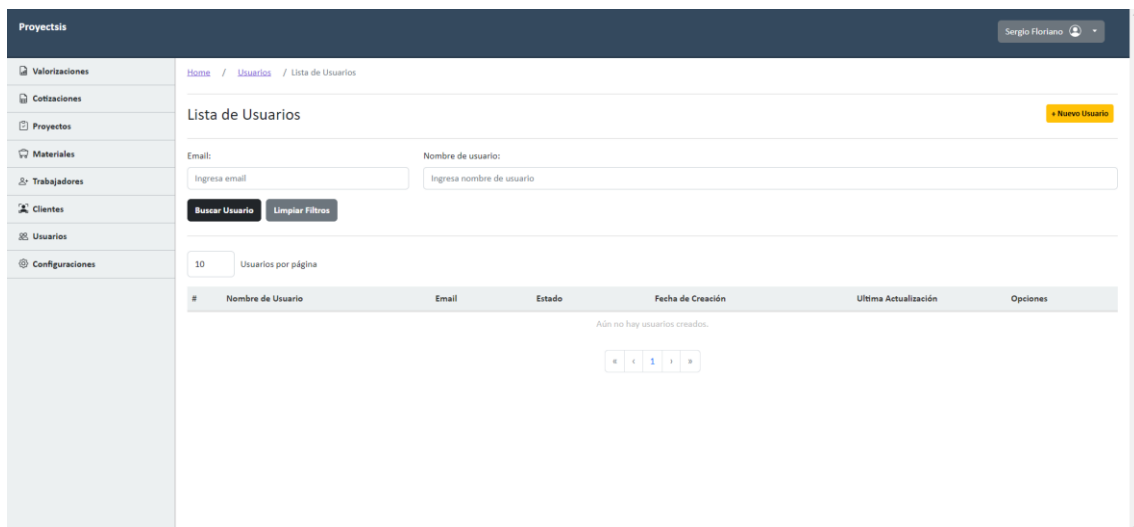 Proyectsis
Sergio Floriano
Valorizaciones
Cotizaciones
Proyectos
Materiales
Trabajadores
Clientes
Usuarios
Configuraciones
Home / Usuarios / Lista de Usuarios
Lista de Usuarios
+ Nuevo Usuario
Email: Nombre de usuario:
Ingresa email Ingresa nombre de usuario
Buscar Usuario Limpiar Filtros
10 Usuarios por página
# Nombre de Usuario Email Estado Fecha de Creación Ultima Actualización Opciones
Aún no hay usuarios creados.
« ‹ 1 › »